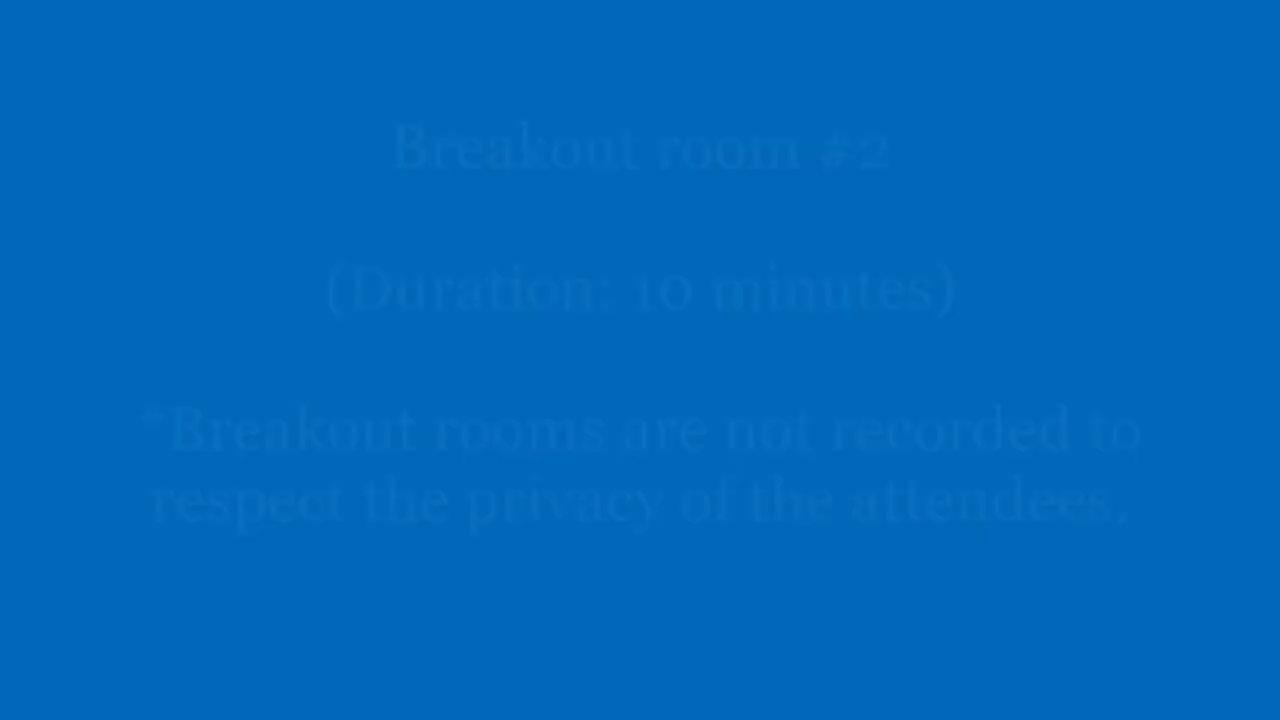 Breakout room #2
(Duration: 10 minutes)
*Breakout rooms are not recorded to
respect the privacy of the attendees.